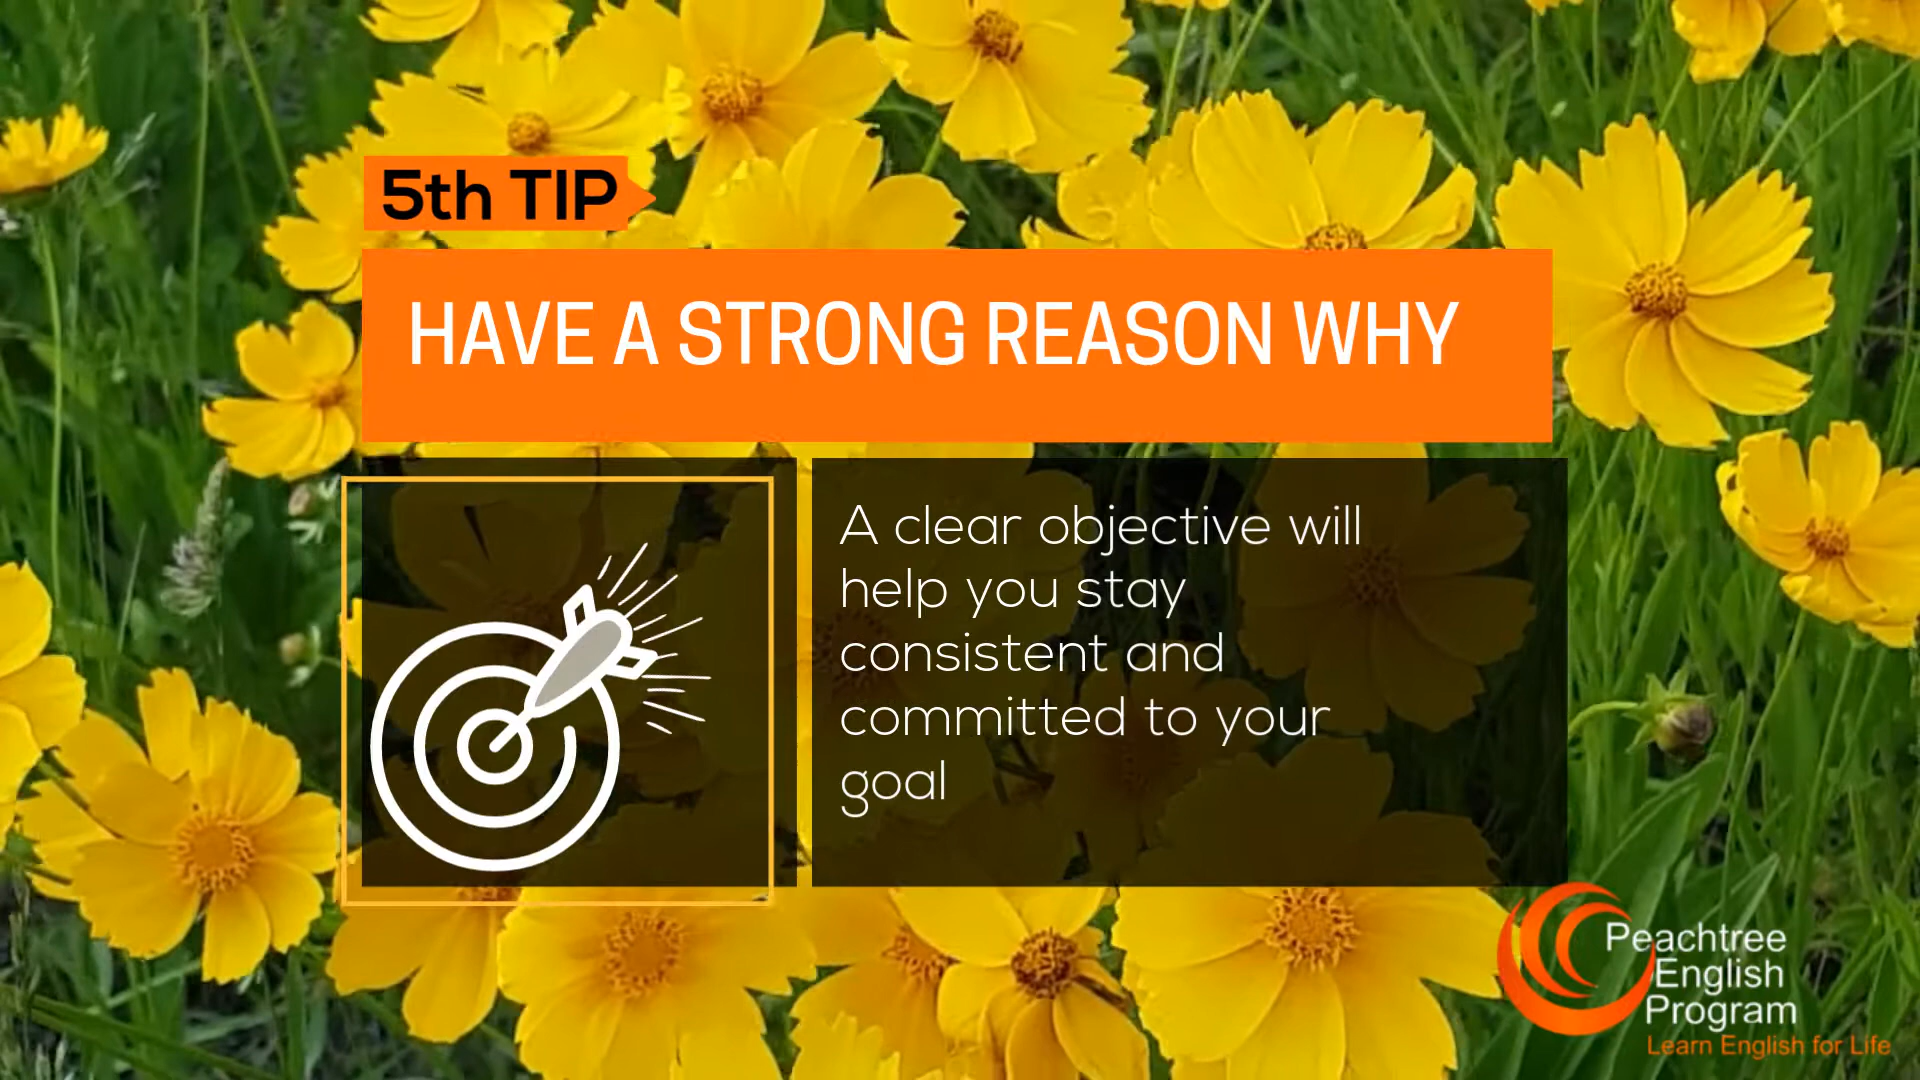 5th TIP
HAVE A STRONG REASON WHY
A clear objective will
help you stay
consistent and
committed to your
goal
Peachtree
English
Program
Learn English for Life